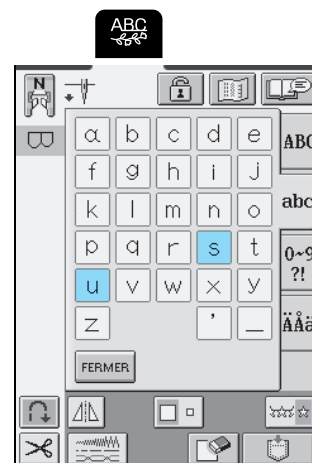 ABC
N
ABC
a b c d e
f g h i j
abc
k l m n o
p q r s t
0~9
?!
u v w x y
z ' _
ÄÅä
FERMER